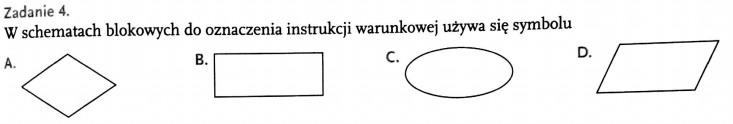 Zadanie 4.
W schematach blokowych do oznaczenia instrukcji warunkowej używa się symbolu
A. B. C. D.